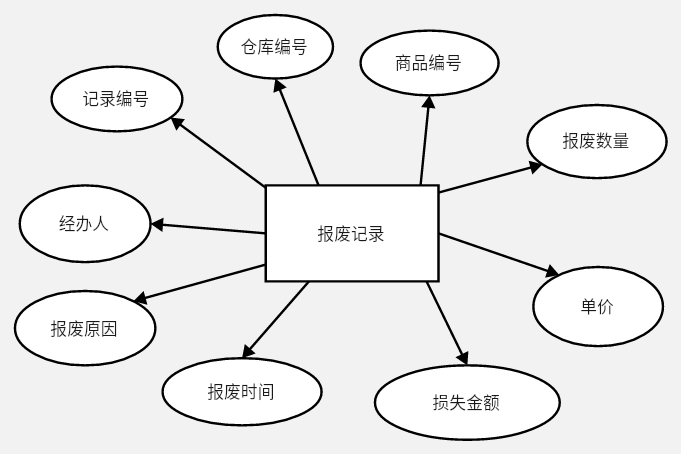 仓库编号
商品编号
记录编号
报废数量
经办人
报废记录
单价
报废原因
报废时间
损失金额